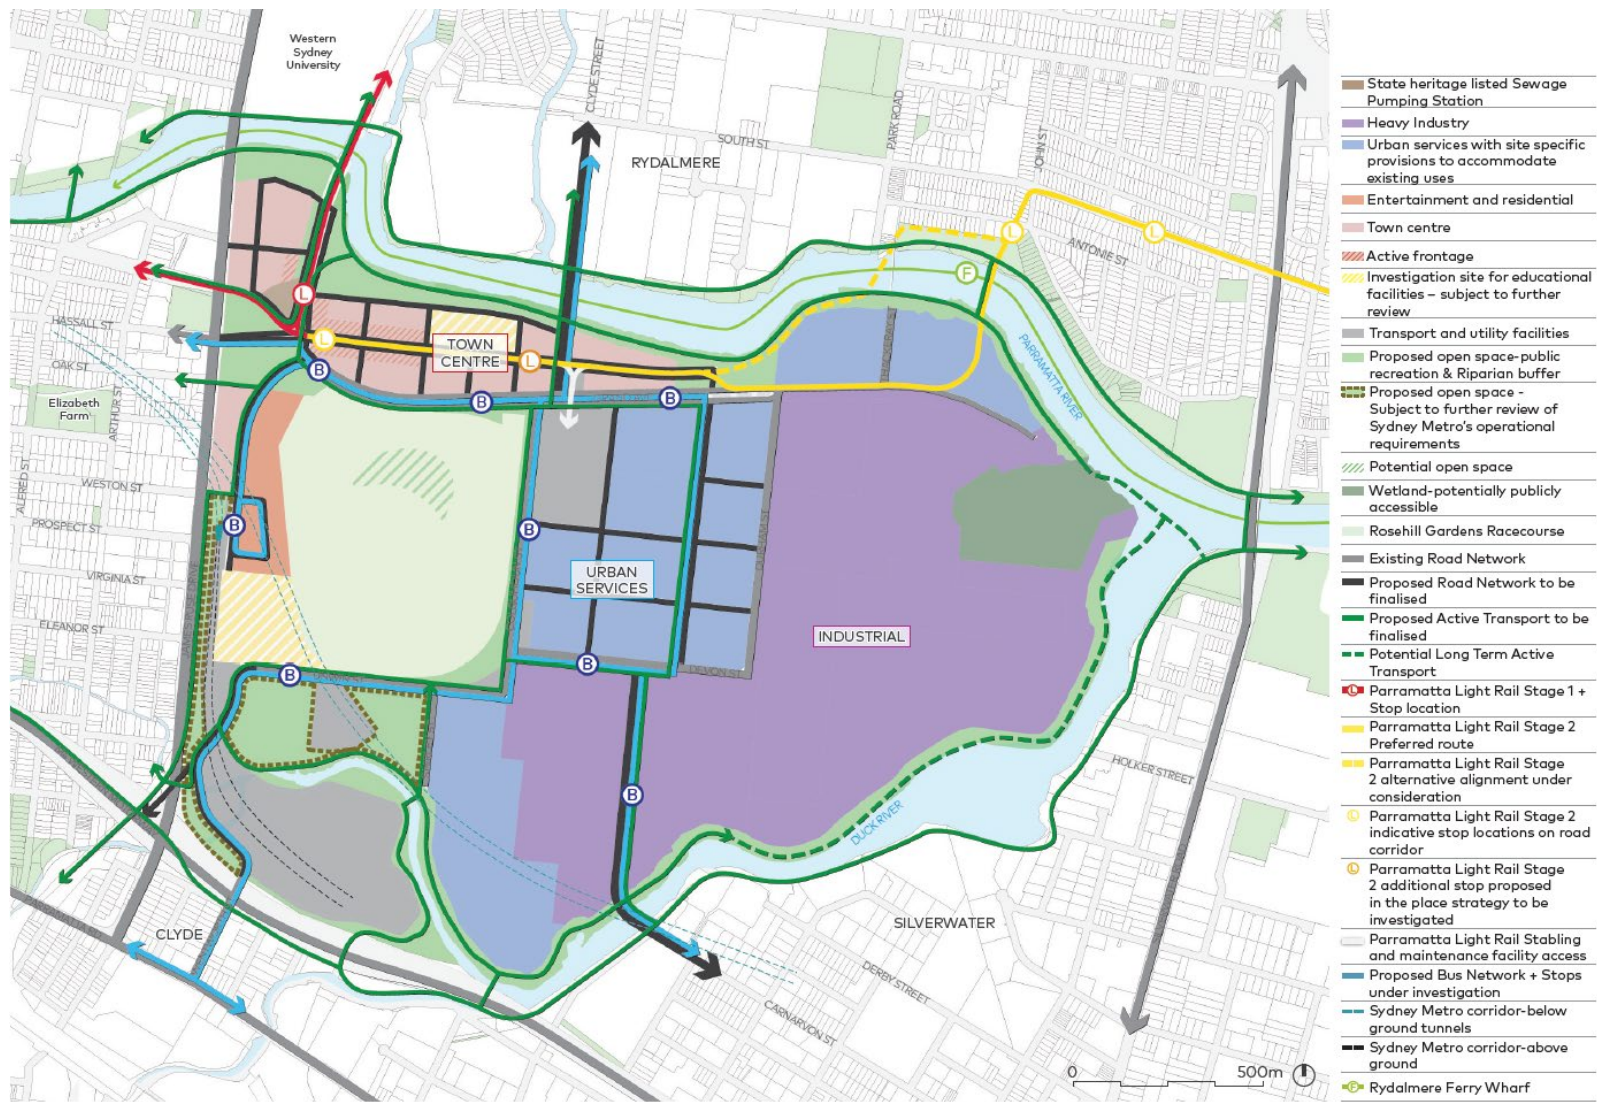 Western
Sydney
University
CLYDE STREET
PARK ROAD
JOHN ST
SOUTH ST
RYDALMERE
L
L
ANTONIE ST
F
L
HASSALL ST
L
TOWN
CENTRE
L
THACKERAY ST
PARRAMATTA RIVER
OAK ST
B
B
B
Elizabeth
Farm
ARTHUR ST
ALFRED ST
WESTON ST
PROSPECT ST
B
B
DURHAM ST
VIRGINIA ST
URBAN
SERVICES
ELEANOR ST
INDUSTRIAL
B
B
DEVON ST
UNWIN ST
HOLKER STREET
B
DUCK RIVER
CLYDE
SILVERWATER
DERBY STREET
CARNARVON ST
0
500m
State heritage listed Sewage
Pumping Station
Heavy Industry
Urban services with site specific
provisions to accommodate
existing uses
Entertainment and residential
Town centre
Active frontage
Investigation site for educational
facilities – subject to further
review
Transport and utility facilities
Proposed open space-public
recreation & Riparian buffer
Proposed open space -
Subject to further review of
Sydney Metro's operational
requirements
Potential open space
Wetland-potentially publicly
accessible
Rosehill Gardens Racecourse
Existing Road Network
Proposed Road Network to be
finalised
Proposed Active Transport to be
finalised
Potential Long Term Active
Transport
L Parramatta Light Rail Stage 1 +
Stop location
Parramatta Light Rail Stage 2
Preferred route
Parramatta Light Rail Stage
2 alternative alignment under
consideration
L Parramatta Light Rail Stage 2
indicative stop locations on road
corridor
L Parramatta Light Rail Stage
2 additional stop proposed
in the place strategy to be
investigated
Parramatta Light Rail Stabling
and maintenance facility access
Proposed Bus Network + Stops
under investigation
Sydney Metro corridor-below
ground tunnels
Sydney Metro corridor-above
ground
F Rydalmere Ferry Wharf